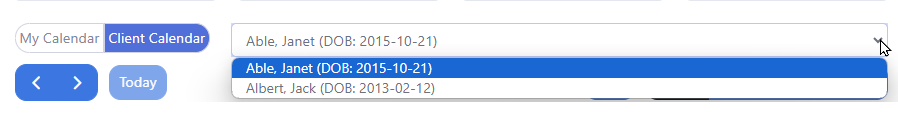 My Calendar Client Calendar Able, Janet (DOB: 2015-10-21)
Able, Janet (DOB: 2015-10-21)
Today
Albert, Jack (DOB: 2013-02-12)